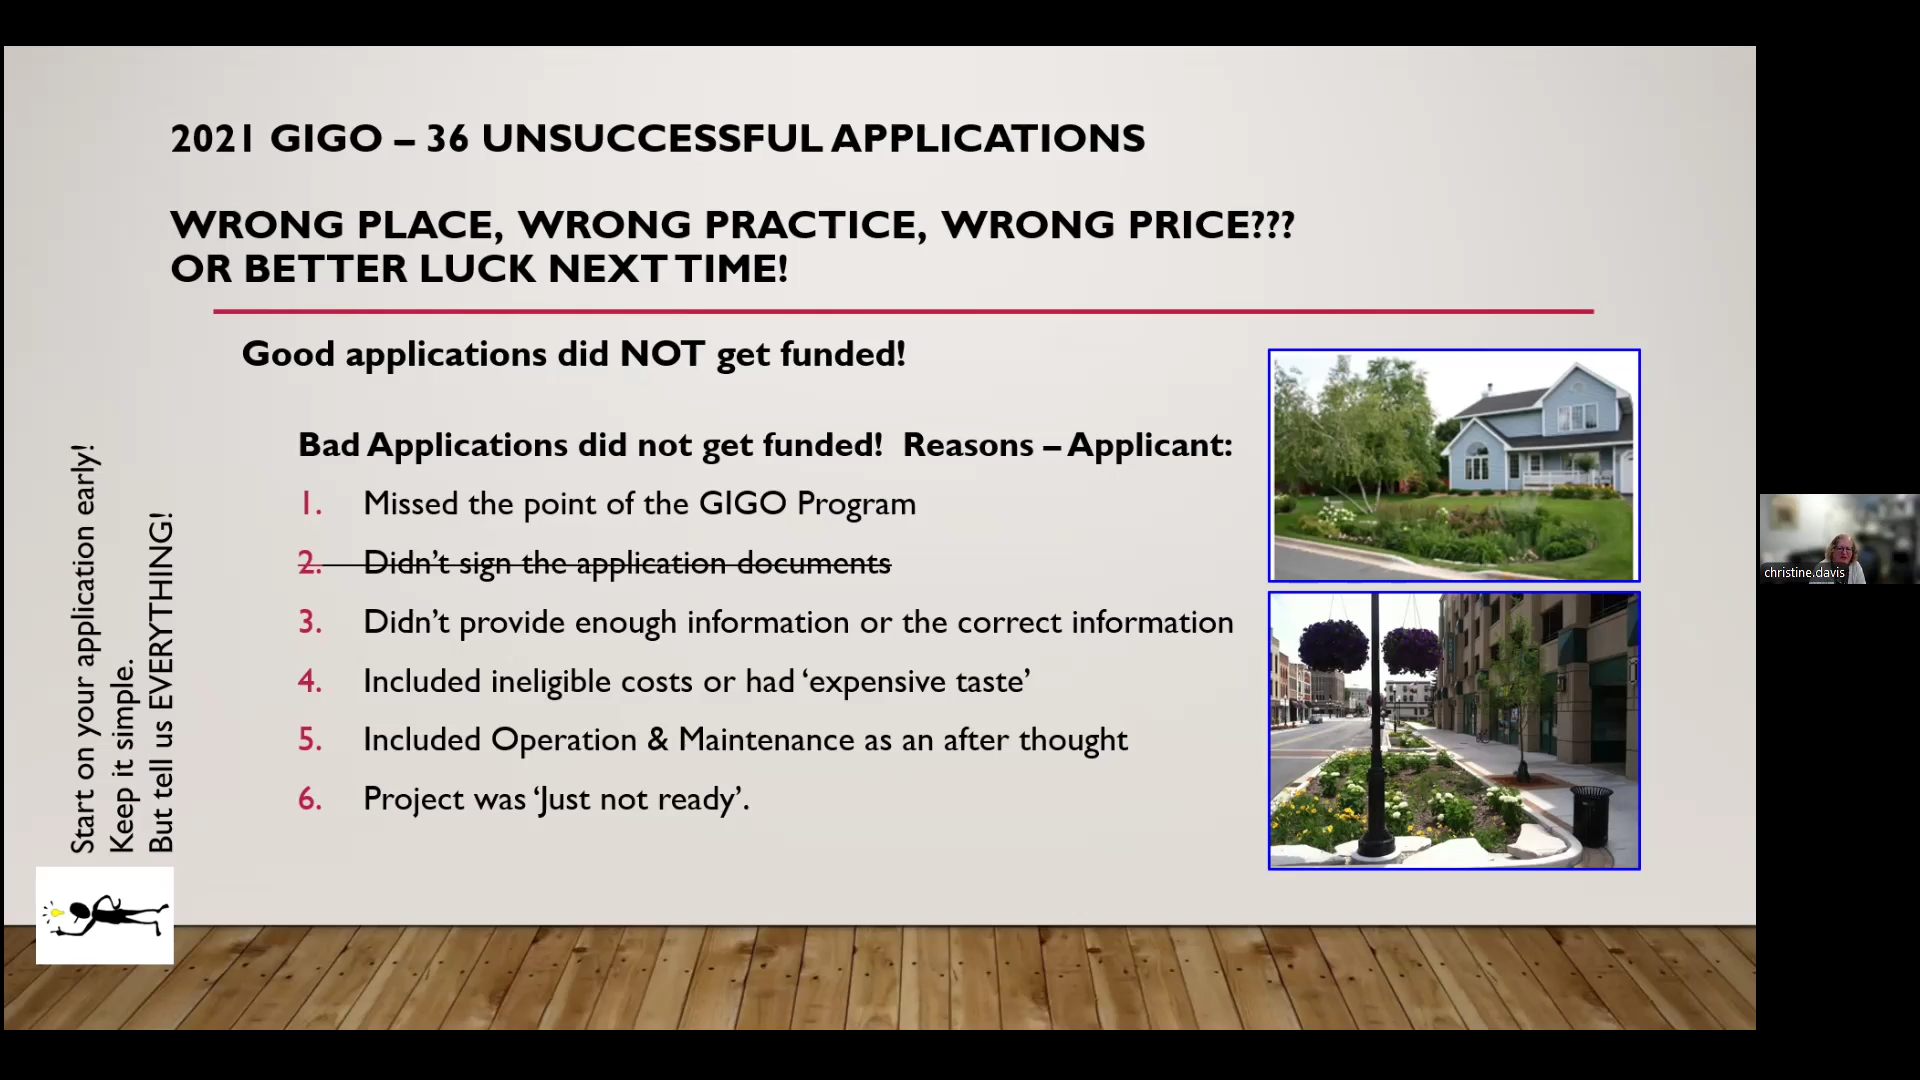 2021 GIGO – 36 UNSUCCESSFUL APPLICATIONS
WRONG PLACE, WRONG PRACTICE, WRONG PRICE???
OR BETTER LUCK NEXT TIME!
Good applications did NOT get funded!
Bad Applications did not get funded! Reasons – Applicant:
1. Missed the point of the GIGO Program
2. Didn’t sign the application documents
3. Didn’t provide enough information or the correct information
4. Included ineligible costs or had ‘expensive taste’
5. Included Operation & Maintenance as an after thought
6. Project was ‘Just not ready’.
Start on your application early!
Keep it simple.
But tell us EVERYTHING!
christine.davis